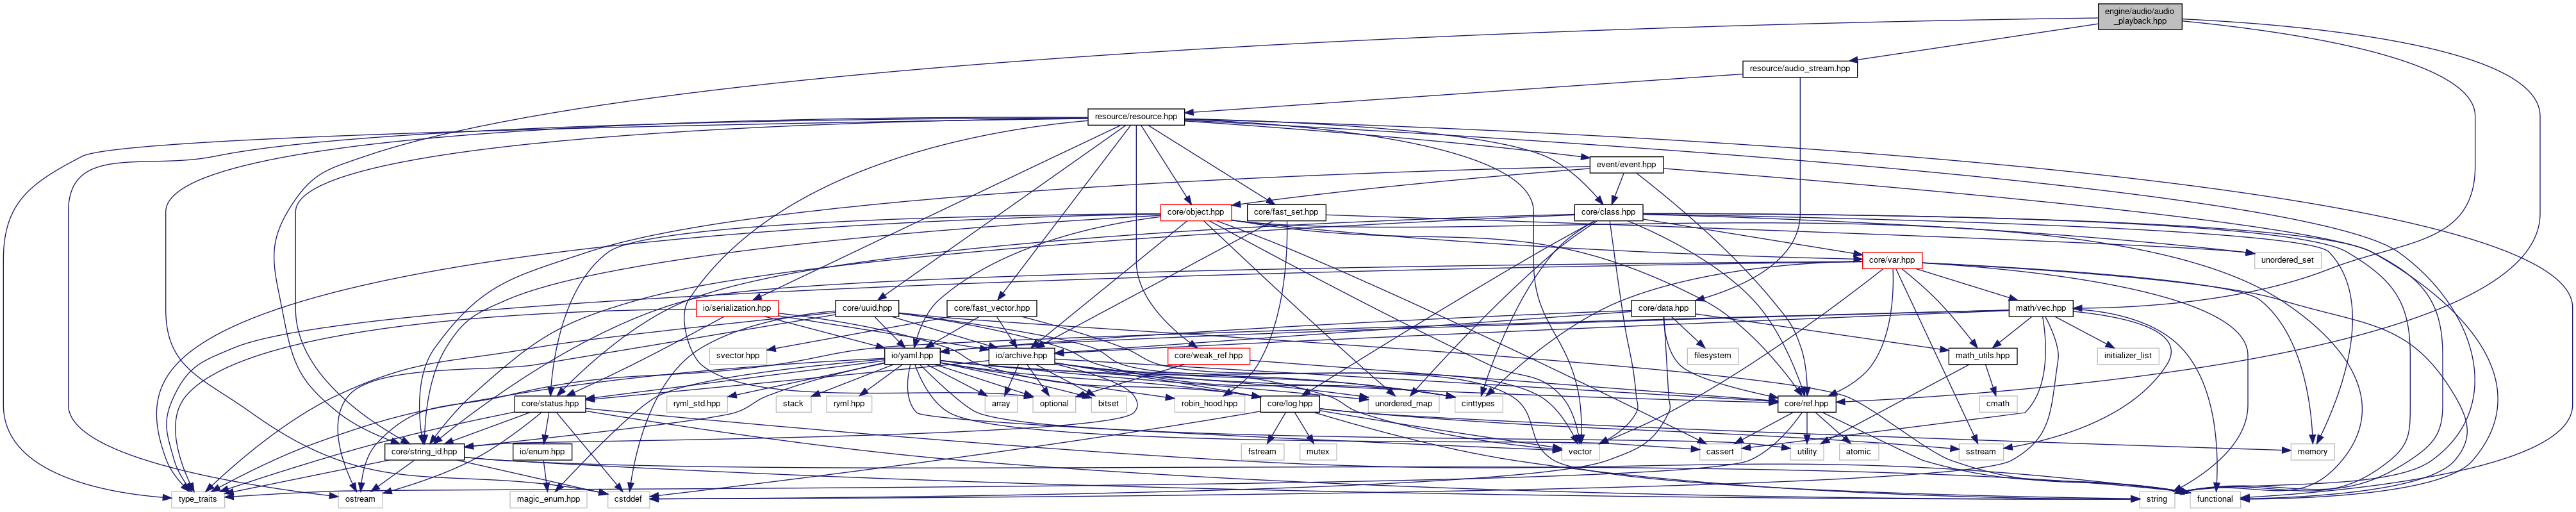 engine/audio/audio
_playback.hpp
resource/audio_stream.hpp
resource/resource.hpp
event/event.hpp
core/object.hpp
core/fast_set.hpp
core/class.hpp
core/var.hpp
unordered_set
io/serialization.hpp
core/uuid.hpp
core/fast_vector.hpp
core/data.hpp
math/vec.hpp
svector.hpp
io/yaml.hpp
io/archive.hpp
core/weak_ref.hpp
filesystem
math_utils.hpp
initializer_list
core/status.hpp
ryml_std.hpp
stack
ryml.hpp
array
optional
bitset
robin_hood.hpp
core/log.hpp
unordered_map
cinttypes
core/ref.hpp
cmath
core/string_id.hpp
io/enum.hpp
fstream
mutex
vector
cassert
utility
atomic
sstream
memory
type_traits
ostream
magic_enum.hpp
cstddef
string
functional